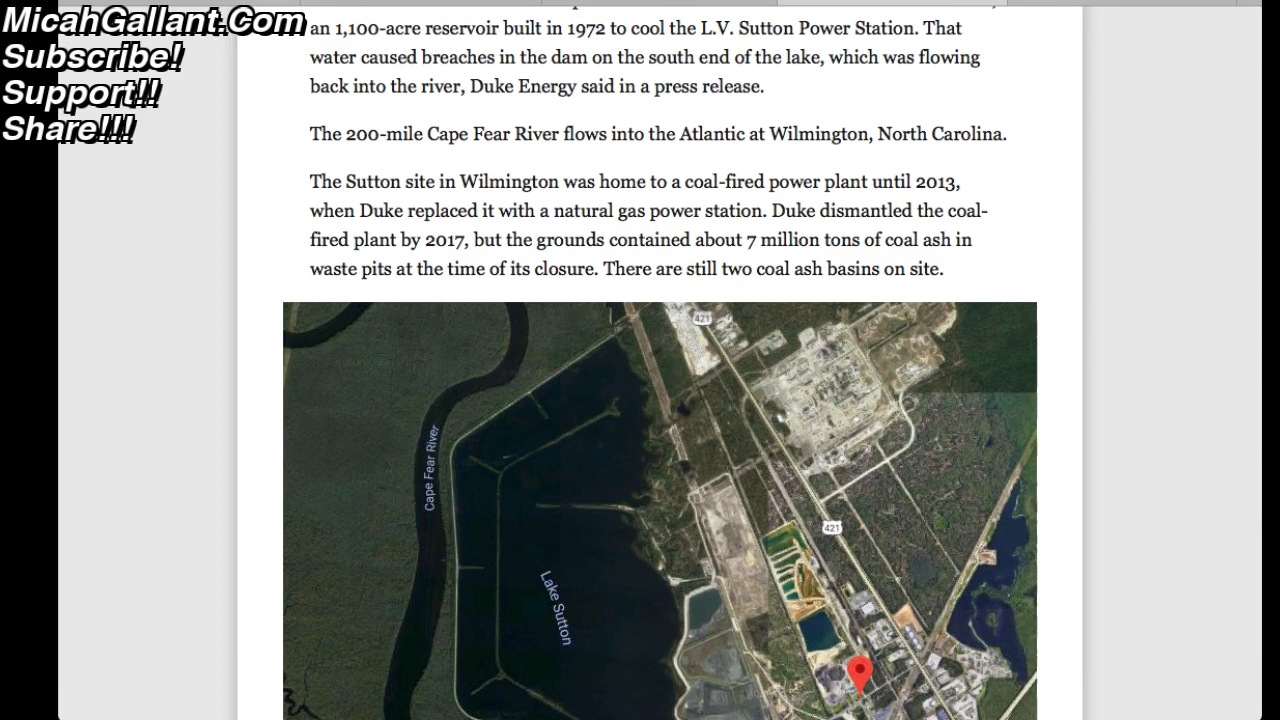 MicahGallant.Com
Subscribe!
Support!!
Share!!!
an 1,100-acre reservoir built in 1972 to cool the L.V. Sutton Power Station. That
water caused breaches in the dam on the south end of the lake, which was flowing
back into the river, Duke Energy said in a press release.
The 200-mile Cape Fear River flows into the Atlantic at Wilmington, North Carolina.
The Sutton site in Wilmington was home to a coal-fired power plant until 2013,
when Duke replaced it with a natural gas power station. Duke dismantled the coal-
fired plant by 2017, but the grounds contained about 7 million tons of coal ash in
waste pits at the time of its closure. There are still two coal ash basins on site.
421
Cape Fear River
421
Lake Sutton